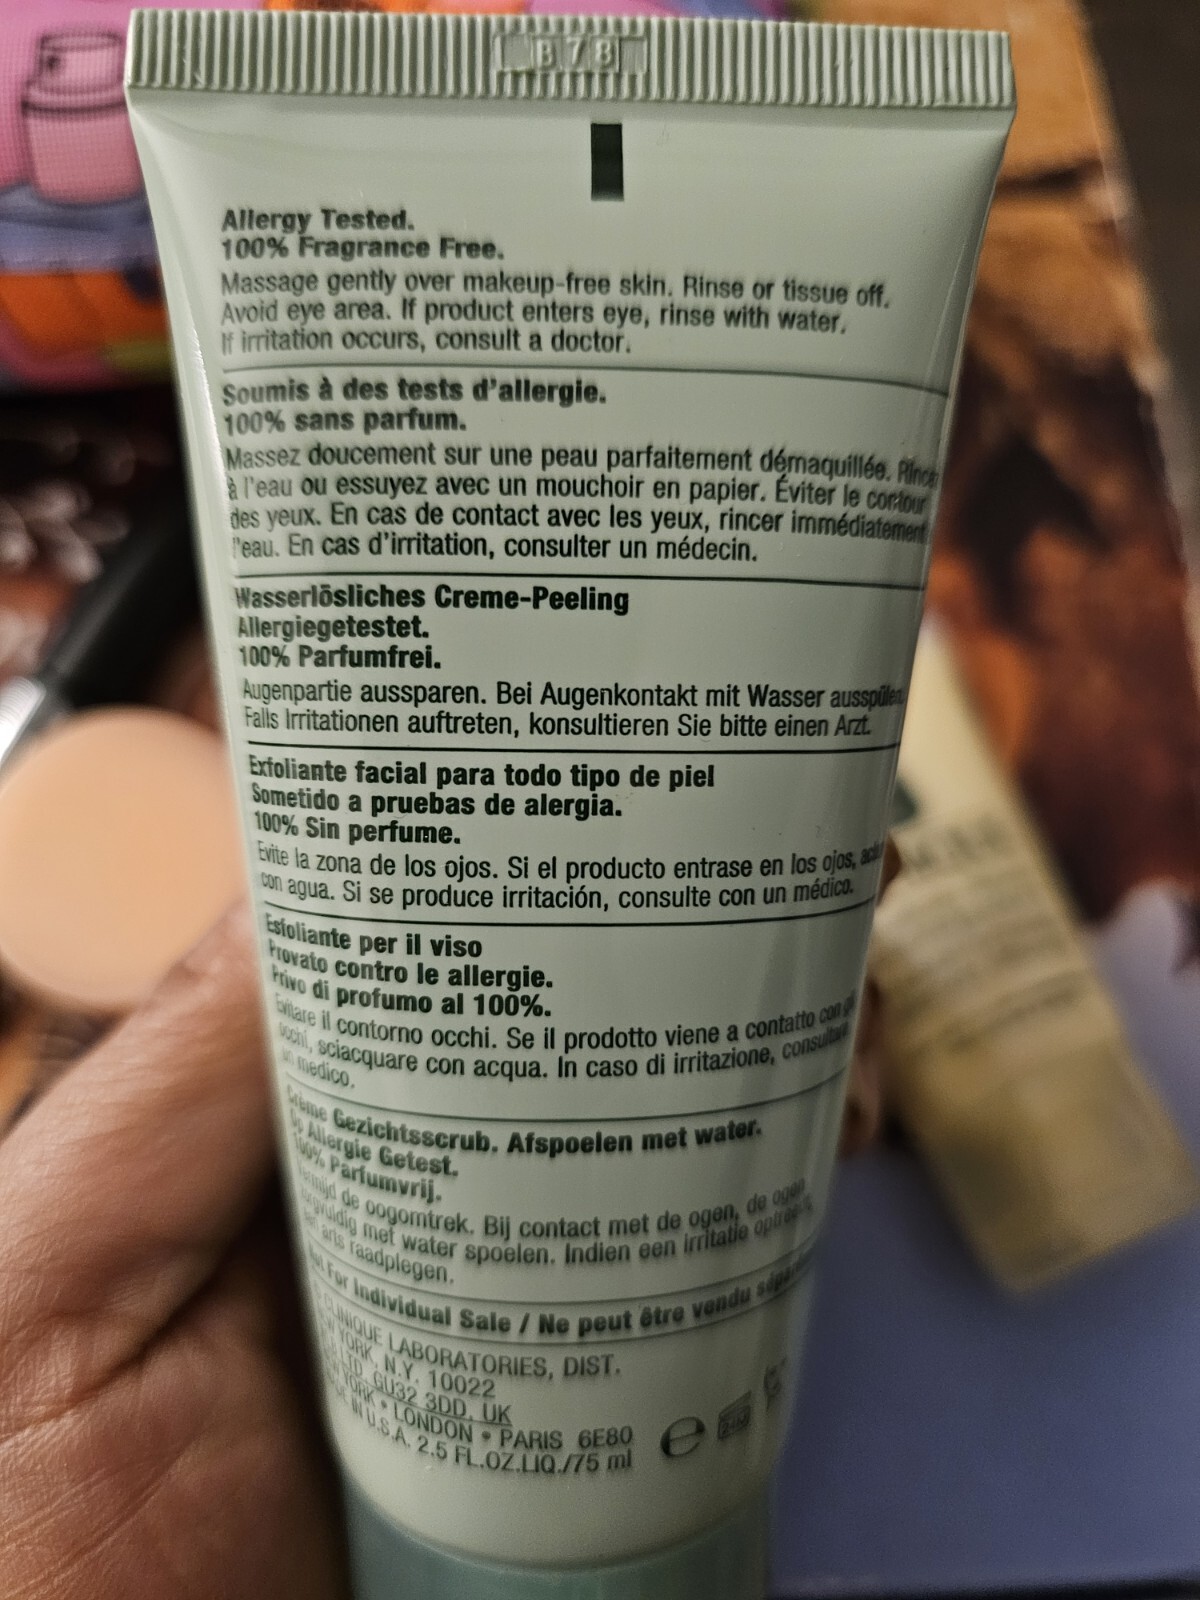 B78
Allergy Tested.
100% Fragrance Free.
Massage gently over makeup-free skin. Rinse or tissue off.
Avoid eye area. If product enters eye, rinse with water.
If irritation occurs, consult a doctor.
Soumis à des tests d'allergie.
100% sans parfum.
Massez doucement sur une peau parfaitement démaquillée.
à l'eau ou essuyez avec un mouchoir en papier. Éviter le contour
des yeux. En cas de contact avec les yeux, rincer immédiatement
l'eau. En cas d'irritation, consulter un médecin.
Wasserlösliches Creme-Peeling
Allergiegetestet.
100% Parfumfrei.
Augenpartie aussparen. Bei Augenkontakt mit Wasser ausspülen.
Falls Irritationen auftreten, konsultieren Sie bitte einen Arzt.
Exfoliante facial para todo tipo de piel
Sometido a pruebas de alergia.
100% Sin perfume.
Evite la zona de los ojos. Si el producto entrase en los ojos,
con agua. Si se produce irritación, consulte con un médico.
Esfoliante per il viso
Provato contro le allergie.
Privo di profumo al 100%.
Evitare il contorno occhi. Se il prodotto viene a contatto con
occhi, sciacquare con acqua. In caso di irritazione,
un medico.
Crème Gezichtsscrub. Afspoelen met water.
Op Allergie Getest.
100% Parfumvrij.
Vermijd de oogomtrek. Bij contact met de ogen, de ogen
met water spoelen. Indien een irritatie
arts raadplegen.
Not For Individual Sale / Ne peut être vendu
CLINIQUE LABORATORIES, DIST.
NEW YORK, N.Y. 10022
LTD. GU32 3DD, UK
YORK • LONDON • PARIS 6E80
IN U.S.A. 2.5 FL.OZ.LIQ./75 ml e